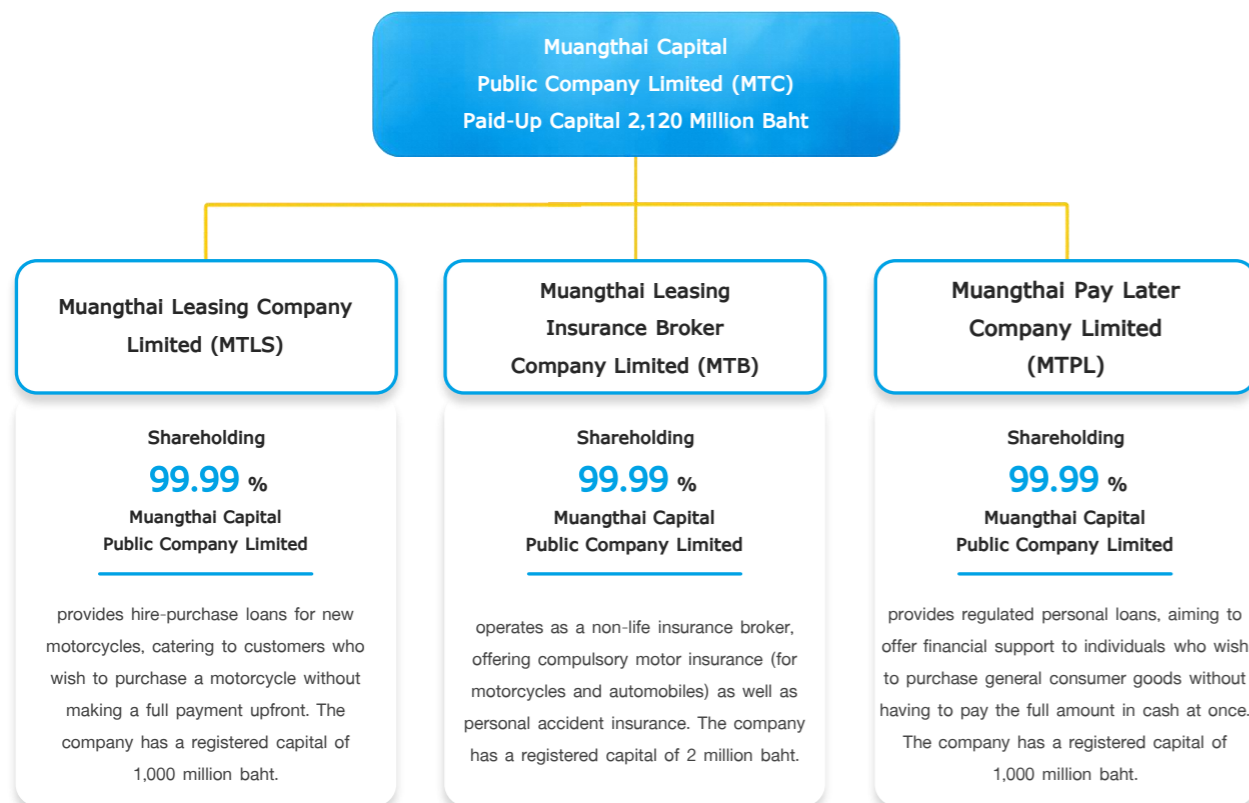 Muangthai Capital
Public Company Limited (MTC)
Paid-Up Capital 2,120 Million Baht
Muangthai Leasing Company
Limited (MTLS)
Shareholding
99.99 %
Muangthai Capital
Public Company Limited
provides hire-purchase loans for new
motorcycles, catering to customers who
wish to purchase a motorcycle without
making a full payment upfront. The
company has a registered capital of
1,000 million baht.
Muangthai Leasing
Insurance Broker
Company Limited (MTB)
Shareholding
99.99 %
Muangthai Capital
Public Company Limited
operates as a non-life insurance broker,
offering compulsory motor insurance (for
motorcycles and automobiles) as well as
personal accident insurance. The company
has a registered capital of 2 million baht.
Muangthai Pay Later
Company Limited
(MTPL)
Shareholding
99.99 %
Muangthai Capital
Public Company Limited
provides regulated personal loans, aiming to
offer financial support to individuals who wish
to purchase general consumer goods without
having to pay the full amount in cash at once.
The company has a registered capital of
1,000 million baht.